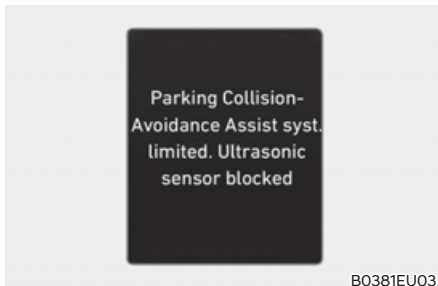 Parking Collision-
Avoidance Assist syst.
limited. Ultrasonic
sensor blocked
B0381EU03